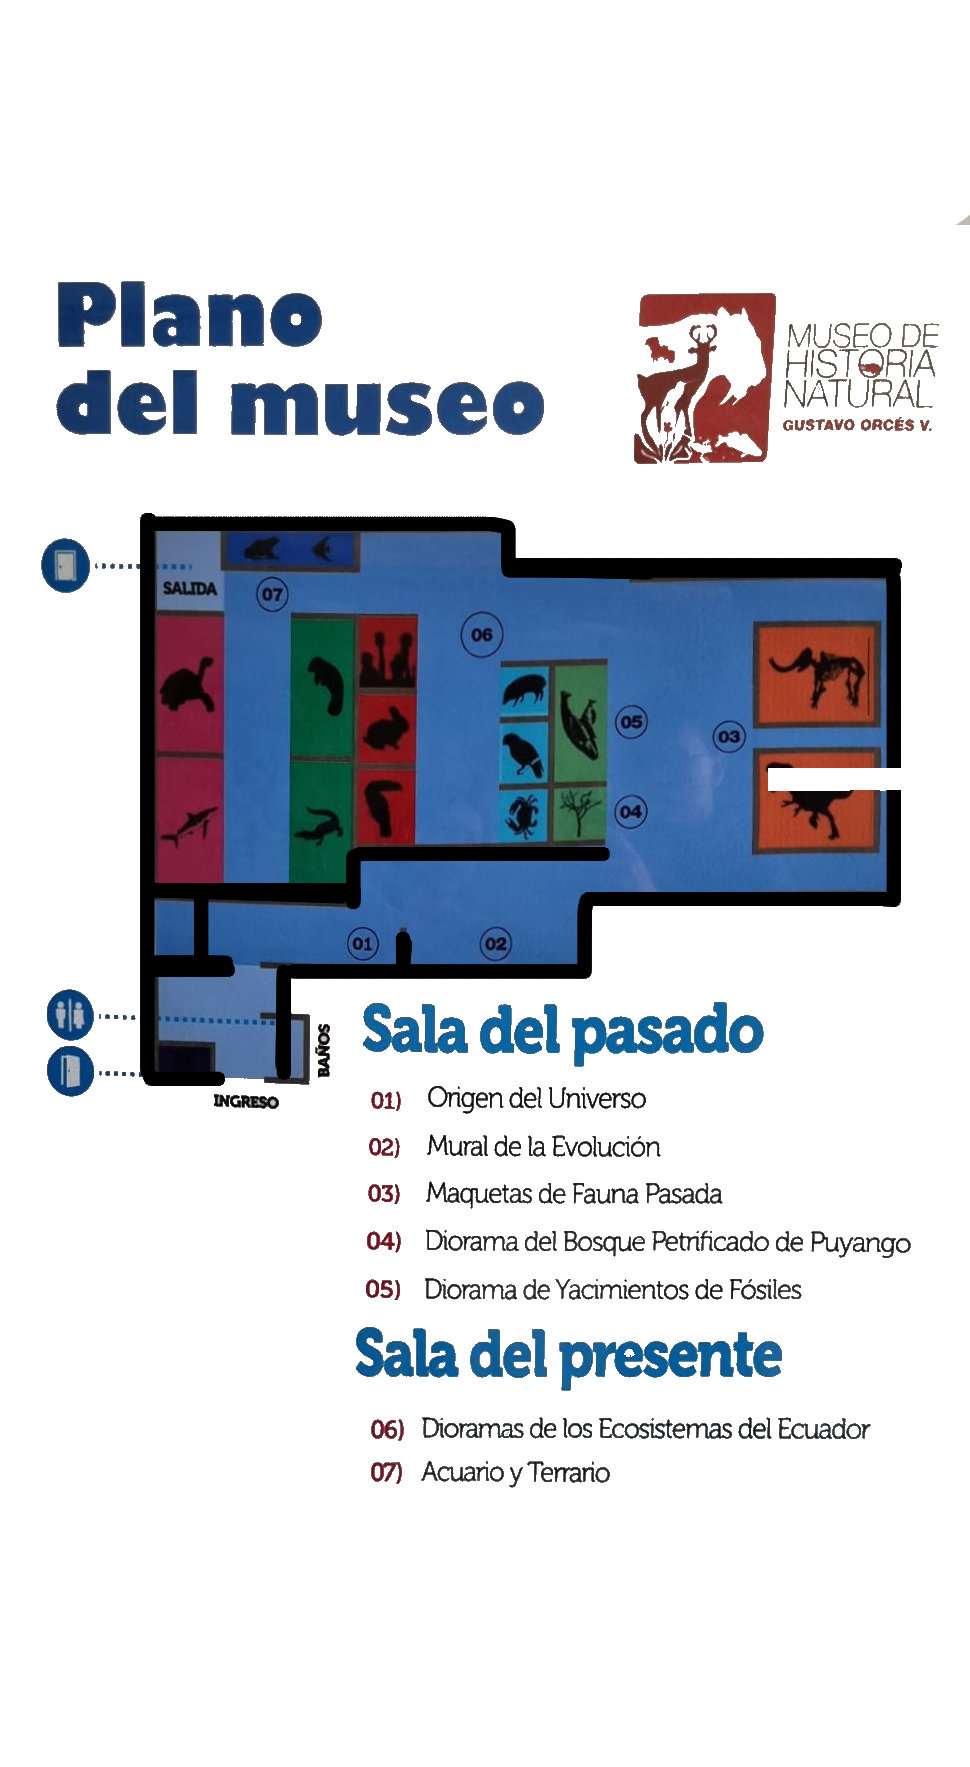 Plano
del museo
MUSEO DE
HISTORIA
NATURAL
GUSTAVO ORCÉS V.
SALIDA
07
06
05
03
04
01
02
BAÑOS
INGRESO
Sala del pasado
01) Origen del Universo
02) Mural de la Evolución
03) Maquetas de Fauna Pasada
04) Diorama del Bosque Petrificado de Puyango
05) Diorama de Yacimientos de Fósiles
Sala del presente
06) Dioramas de los Ecosistemas del Ecuador
07) Acuario y Terrario